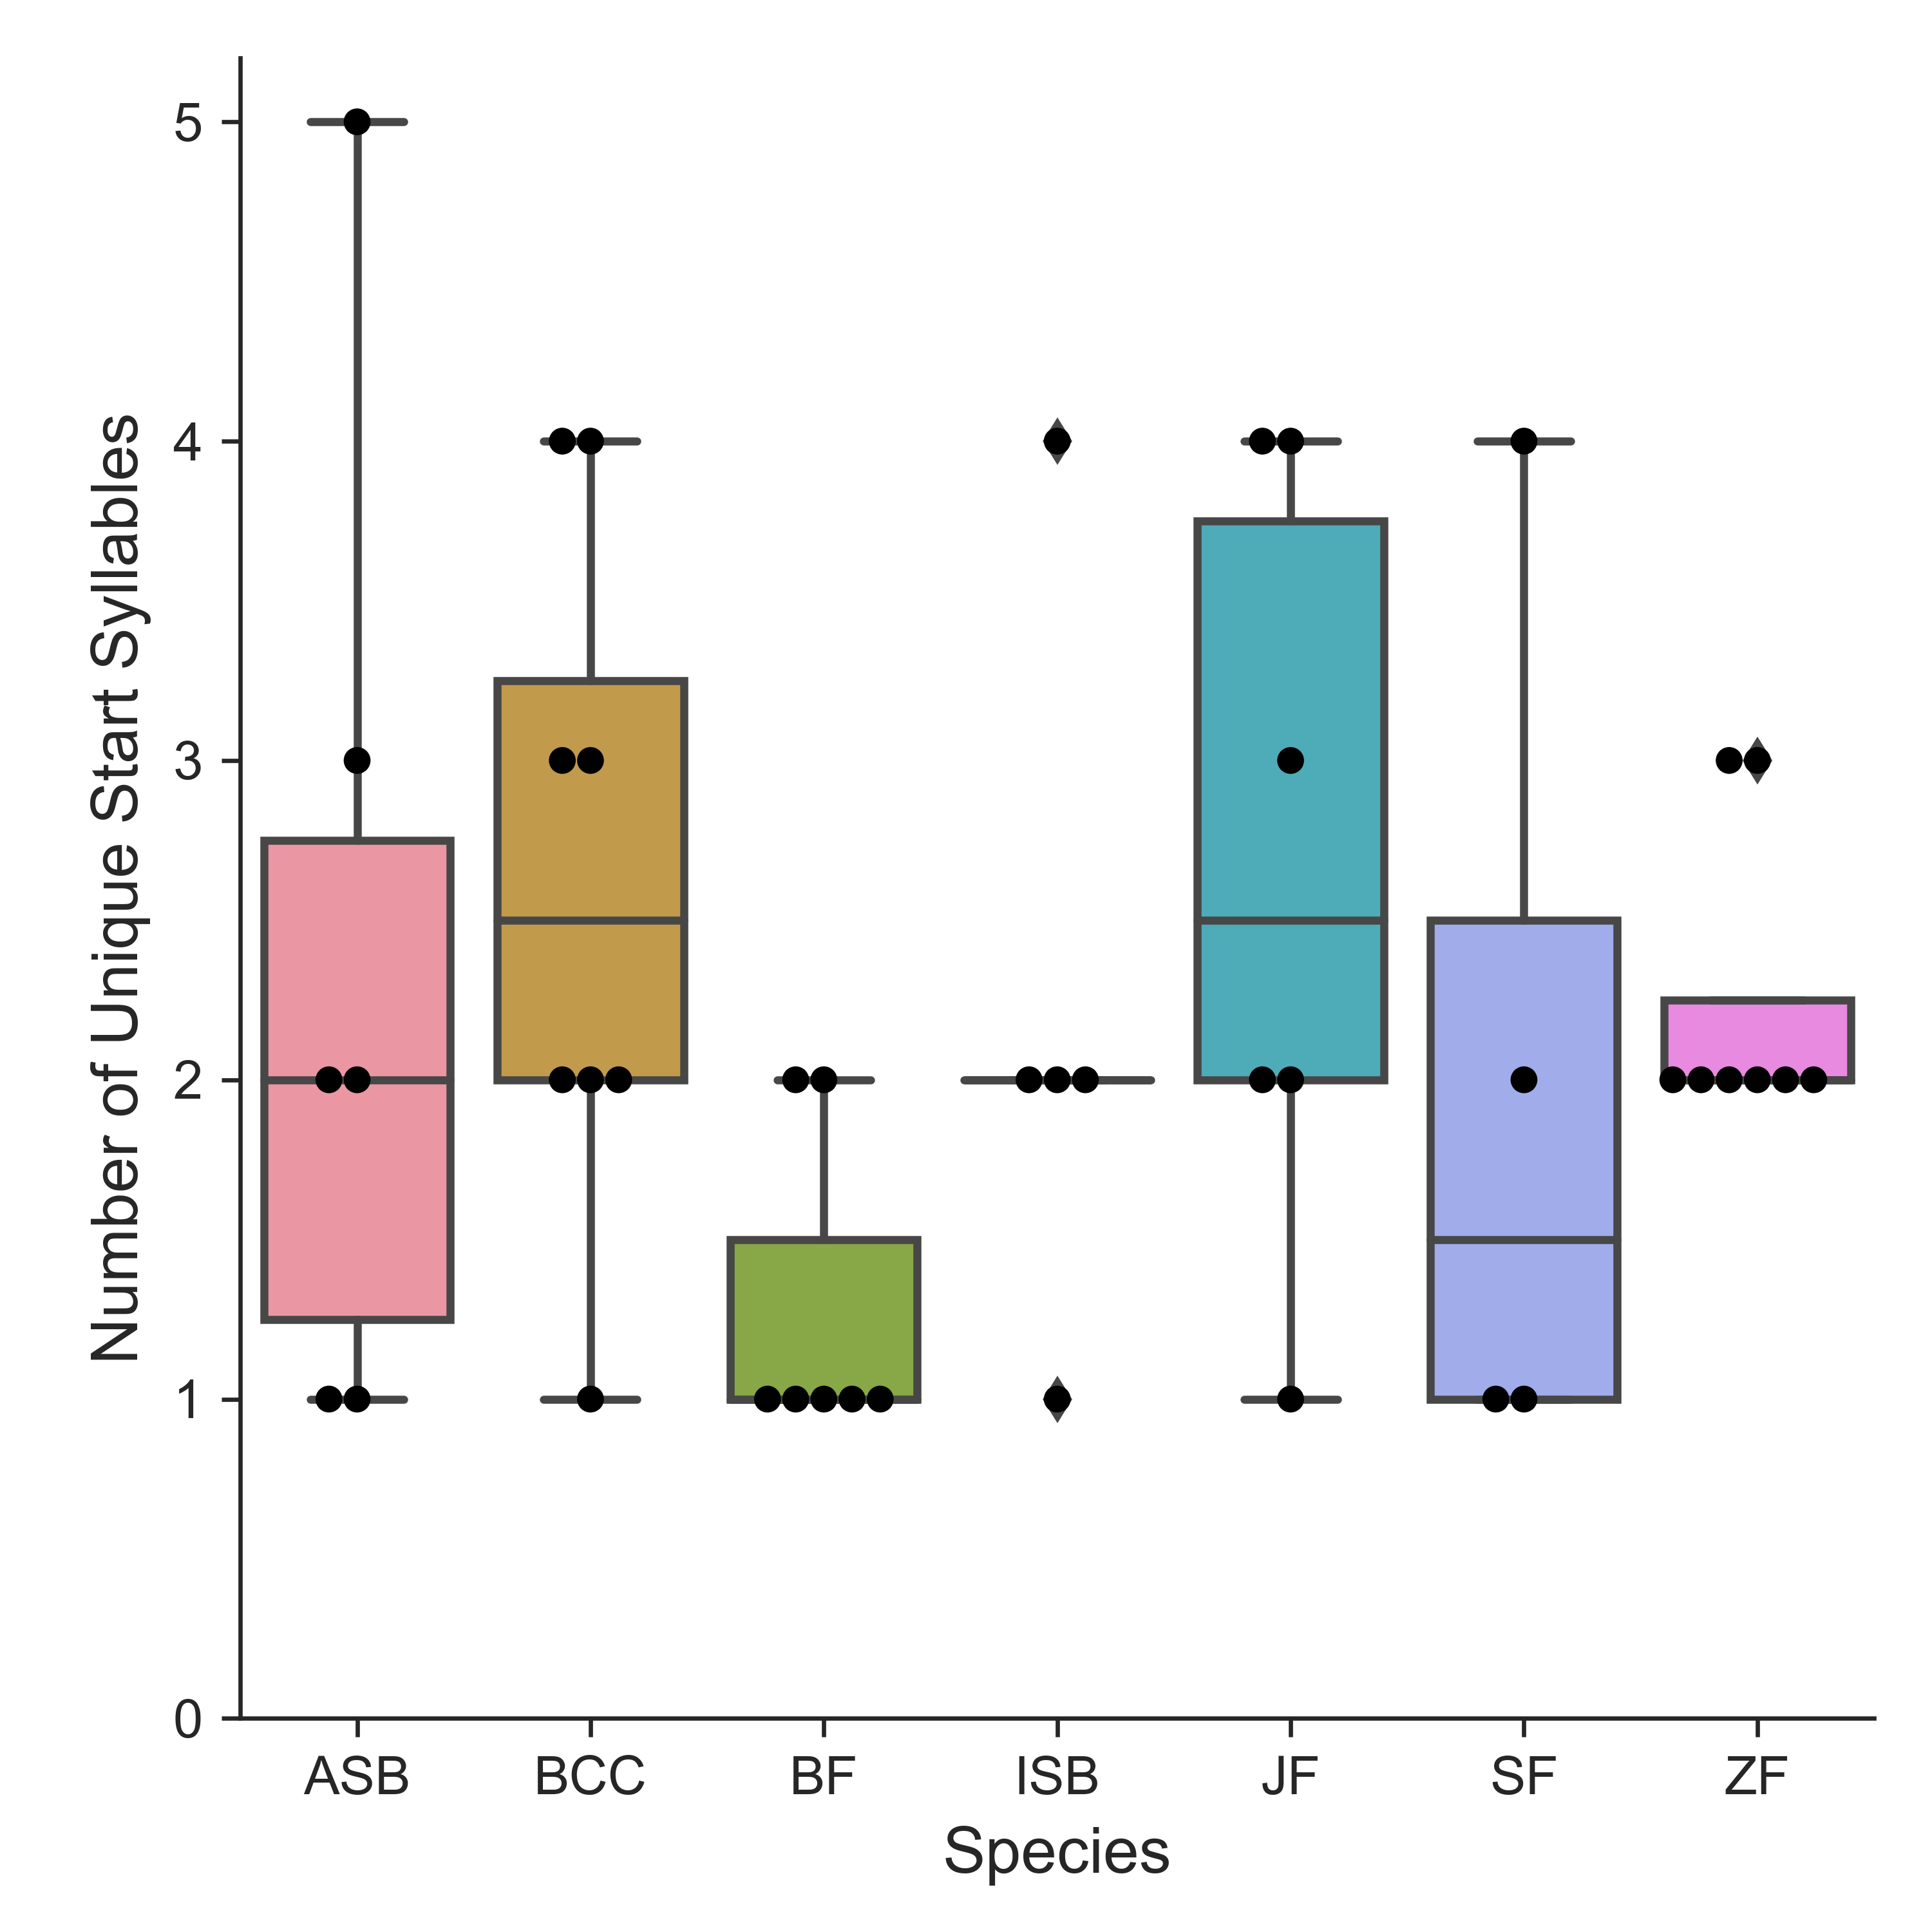 Number of Unique Start Syllables
5
4
3
2
1
0
ASB BCC BF ISB JF SF ZF
Species